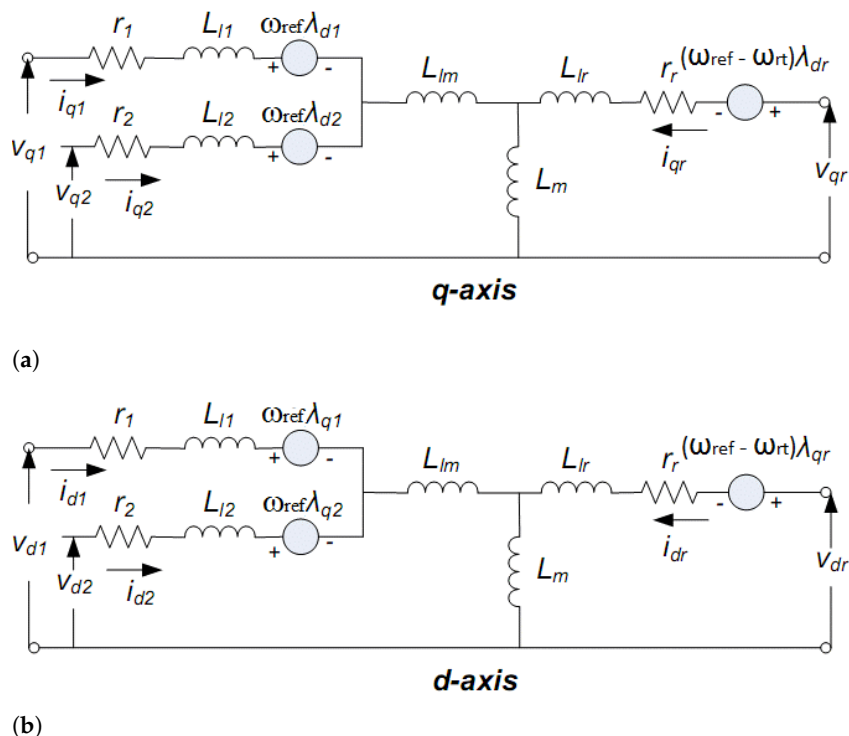 r1 Ll1 ωrefλd1
+ -
iq1
Llm Llr rr (ωref - ωrt)λdr
- +
r2 Ll2 ωrefλd2
+ -
vq1
iqr
vq2 iq2
Lm
vqr
q-axis
(a)
r1 Ll1 ωrefλq1
+ -
id1
Llm Llr rr (ωref - ωrt)λqr
- +
r2 Ll2 ωrefλq2
+ -
vd1
idr
vd2 id2
Lm
vdr
d-axis
(b)